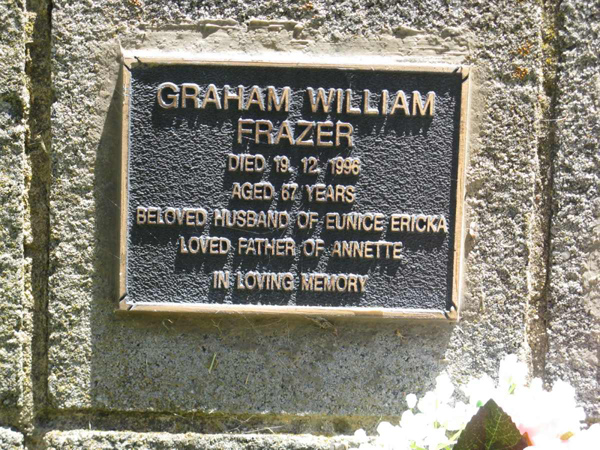 GRAHAM WILLIAM
FRAZER
DIED 19. 12. 1996
AGED 67 YEARS
BELOVED HUSBAND OF EUNICE ERICKA
LOVED FATHER OF ANNETTE
IN LOVING MEMORY